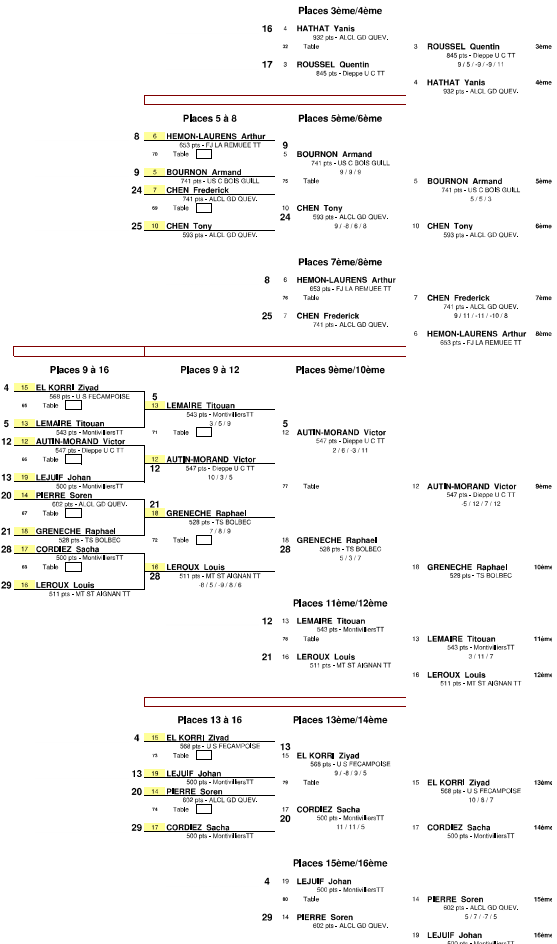 Places 3ème/4ème
16 4 HATHAT Yanis
932 pts - ALCL GD QUEV.
32 Table
3 ROUSSEL Quentin 3ème
845 pts - Dieppe U C TT
9 / 5 / -9 / -9 / 11
17 3 ROUSSEL Quentin
845 pts - Dieppe U C TT
4 HATHAT Yanis 4ème
932 pts - ALCL GD QUEV.
Places 5 à 8 Places 5ème/6ème
8 6 HEMON-LAURENS Arthur
653 pts - FJ LA REMUEE TT
70 Table
9
5 BOURNON Armand
741 pts - US C BOIS GUILL
9 / 9 / 9
9 5 BOURNON Armand
741 pts - US C BOIS GUILL
75 Table
5 BOURNON Armand 5ème
741 pts - US C BOIS GUILL
5 / 5 / 3
24 7 CHEN Frederick
741 pts - ALCL GD QUEV.
69 Table
10 CHEN Tony
24 593 pts - ALCL GD QUEV.
9 / -8 / 6 / 8
25 10 CHEN Tony
593 pts - ALCL GD QUEV.
10 CHEN Tony 6ème
593 pts - ALCL GD QUEV.
Places 7ème/8ème
8 6 HEMON-LAURENS Arthur
653 pts - FJ LA REMUEE TT
76 Table
7 CHEN Frederick 7ème
741 pts - ALCL GD QUEV.
9 / 11 / -11 / -10 / 8
25 7 CHEN Frederick
741 pts - ALCL GD QUEV.
6 HEMON-LAURENS Arthur 8ème
653 pts - FJ LA REMUEE TT
Places 9 à 16 Places 9 à 12 Places 9ème/10ème
4 15 EL KORRI Ziyad
568 pts - U S FECAMPOISE
65 Table
5
13 LEMAIRE Titouan
543 pts - MontivilliersTT
3 / 5 / 9
5 13 LEMAIRE Titouan
543 pts - MontivilliersTT
71 Table
5
12 AUTIN-MORAND Victor
547 pts - Dieppe U C TT
2 / 6 / -3 / 11
12 12 AUTIN-MORAND Victor
547 pts - Dieppe U C TT
66 Table
12 AUTIN-MORAND Victor
12 547 pts - Dieppe U C TT
10 / 3 / 5
13 19 LEJUIF Johan
500 pts - MontivilliersTT
77 Table
12 AUTIN-MORAND Victor 9ème
547 pts - Dieppe U C TT
-5 / 12 / 7 / 12
20 14 PIERRE Soren
602 pts - ALCL GD QUEV.
67 Table
21
18 GRENECHE Raphael
528 pts - TS BOLBEC
7 / 8 / 9
21 18 GRENECHE Raphael
528 pts - TS BOLBEC
72 Table
18 GRENECHE Raphael
28 528 pts - TS BOLBEC
5 / 3 / 7
28 17 CORDIEZ Sacha
500 pts - MontivilliersTT
68 Table
16 LEROUX Louis
28 511 pts - MT ST AIGNAN TT
-8 / 5 / -9 / 8 / 6
18 GRENECHE Raphael 10ème
528 pts - TS BOLBEC
29 16 LEROUX Louis
511 pts - MT ST AIGNAN TT
Places 11ème/12ème
12 13 LEMAIRE Titouan
543 pts - MontivilliersTT
78 Table
13 LEMAIRE Titouan 11ème
543 pts - MontivilliersTT
3 / 11 / 7
21 16 LEROUX Louis
511 pts - MT ST AIGNAN TT
16 LEROUX Louis 12ème
511 pts - MT ST AIGNAN TT
Places 13 à 16 Places 13ème/14ème
4 15 EL KORRI Ziyad
568 pts - U S FECAMPOISE
73 Table
13
15 EL KORRI Ziyad
568 pts - U S FECAMPOISE
9 / -8 / 9 / 5
13 19 LEJUIF Johan
500 pts - MontivilliersTT
79 Table
15 EL KORRI Ziyad 13ème
568 pts - U S FECAMPOISE
10 / 8 / 7
20 14 PIERRE Soren
602 pts - ALCL GD QUEV.
74 Table
17 CORDIEZ Sacha
20 500 pts - MontivilliersTT
11 / 11 / 5
29 17 CORDIEZ Sacha
500 pts - MontivilliersTT
17 CORDIEZ Sacha 14ème
500 pts - MontivilliersTT
Places 15ème/16ème
4 19 LEJUIF Johan
500 pts - MontivilliersTT
80 Table
14 PIERRE Soren 15ème
602 pts - ALCL GD QUEV.
5 / 7 / -7 / 5
29 14 PIERRE Soren
602 pts - ALCL GD QUEV.
19 LEJUIF Johan 16ème
500 pts - MontivilliersTT